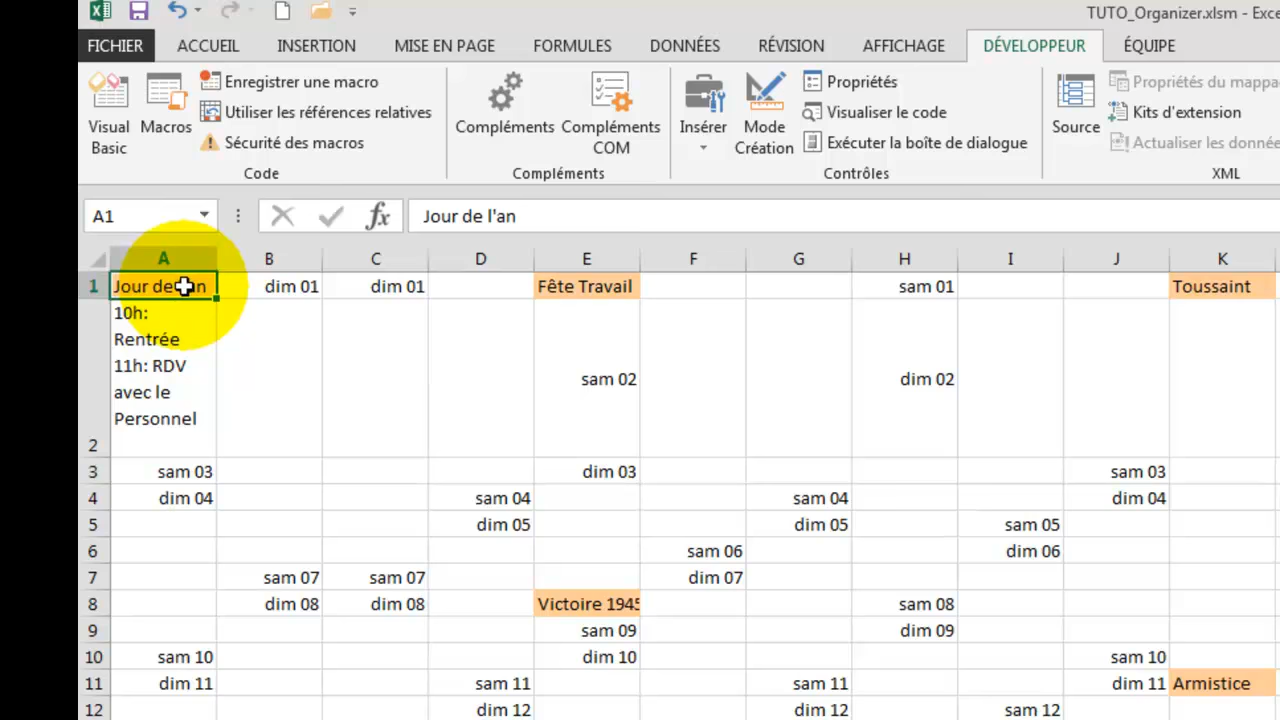 TUTO_Organizer.xlsm - Exce
FICHIER ACCUEIL INSERTION MISE EN PAGE FORMULES DONNÉES RÉVISION AFFICHAGE DÉVELOPPEUR ÉQUIPE
Visual Basic
Macros
Enregistrer une macro
Utiliser les références relatives
Sécurité des macros
Code
Compléments
Compléments COM
Compléments
Insérer
Mode Création
Propriétés
Visualiser le code
Exécuter la boîte de dialogue
Contrôles
Source
Propriétés du mappa
Kits d'extension
Actualiser les donnée
XML
A1 fx Jour de l'an
A B C D E F G H I J K
1 Jour de an dim 01 dim 01 Fête Travail sam 01 Toussaint
10h:
Rentrée
11h: RDV
avec le sam 02 dim 02
Personnel
2
3 sam 03 dim 03 sam 03
4 dim 04 sam 04 sam 04 dim 04
5 dim 05 dim 05 sam 05
6 sam 06 dim 06
7 sam 07 sam 07 dim 07
8 dim 08 dim 08 Victoire 1945 sam 08
9 sam 09 dim 09
10 sam 10 dim 10 sam 10
11 dim 11 sam 11 sam 11 dim 11 Armistice
12 dim 12 dim 12 sam 12